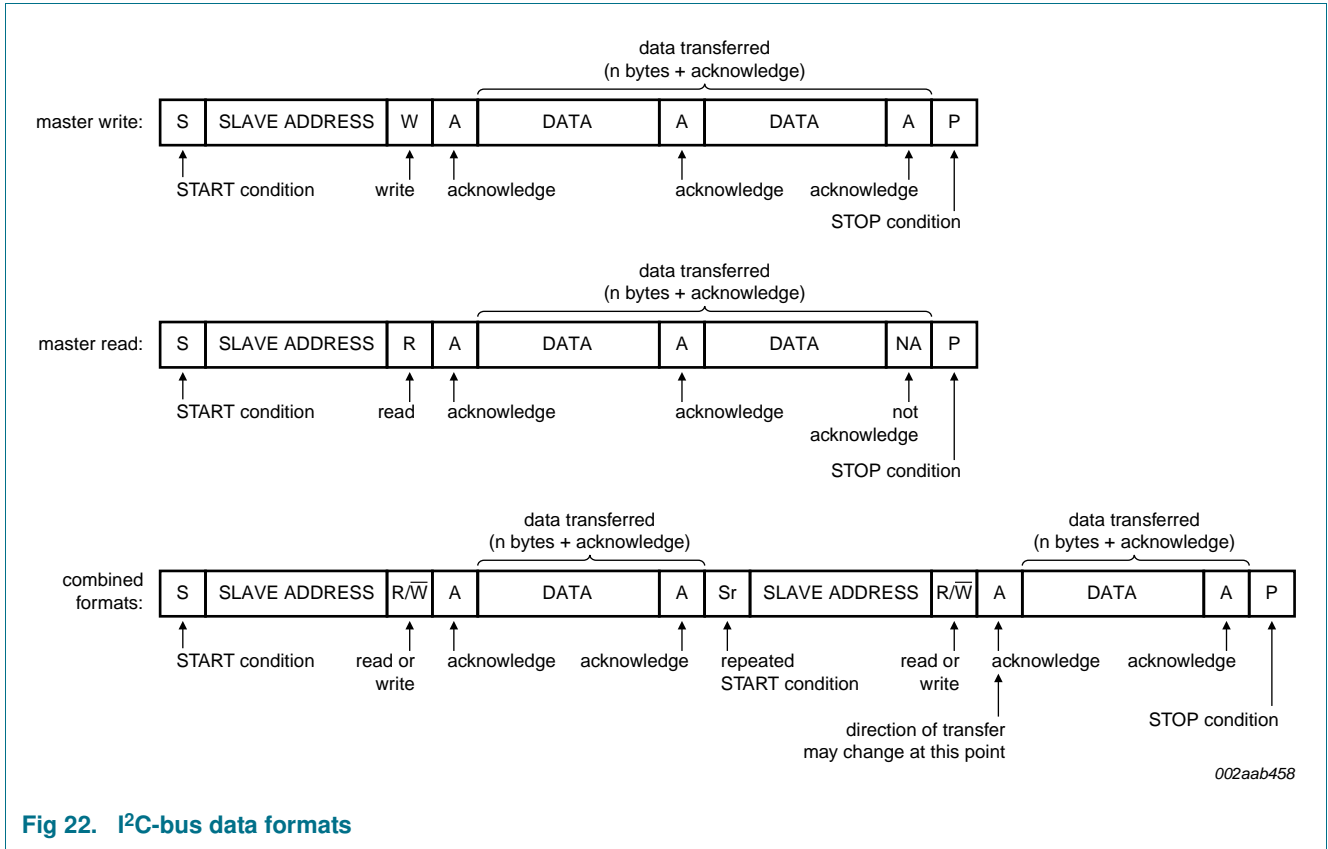 data transferred
(n bytes + acknowledge)
master write: S SLAVE ADDRESS W A DATA A DATA A P
START condition write acknowledge acknowledge acknowledge
STOP condition
data transferred
(n bytes + acknowledge)
master read: S SLAVE ADDRESS R A DATA A DATA NA P
START condition read acknowledge acknowledge not
acknowledge
STOP condition
data transferred data transferred
(n bytes + acknowledge) (n bytes + acknowledge)
combined
formats: S SLAVE ADDRESS R/W̅ A DATA A Sr SLAVE ADDRESS R/W̅ A DATA A P
START condition read or acknowledge acknowledge repeated read or acknowledge acknowledge
write START condition write
STOP condition
direction of transfer
may change at this point
002aab458
Fig 22. I²C-bus data formats